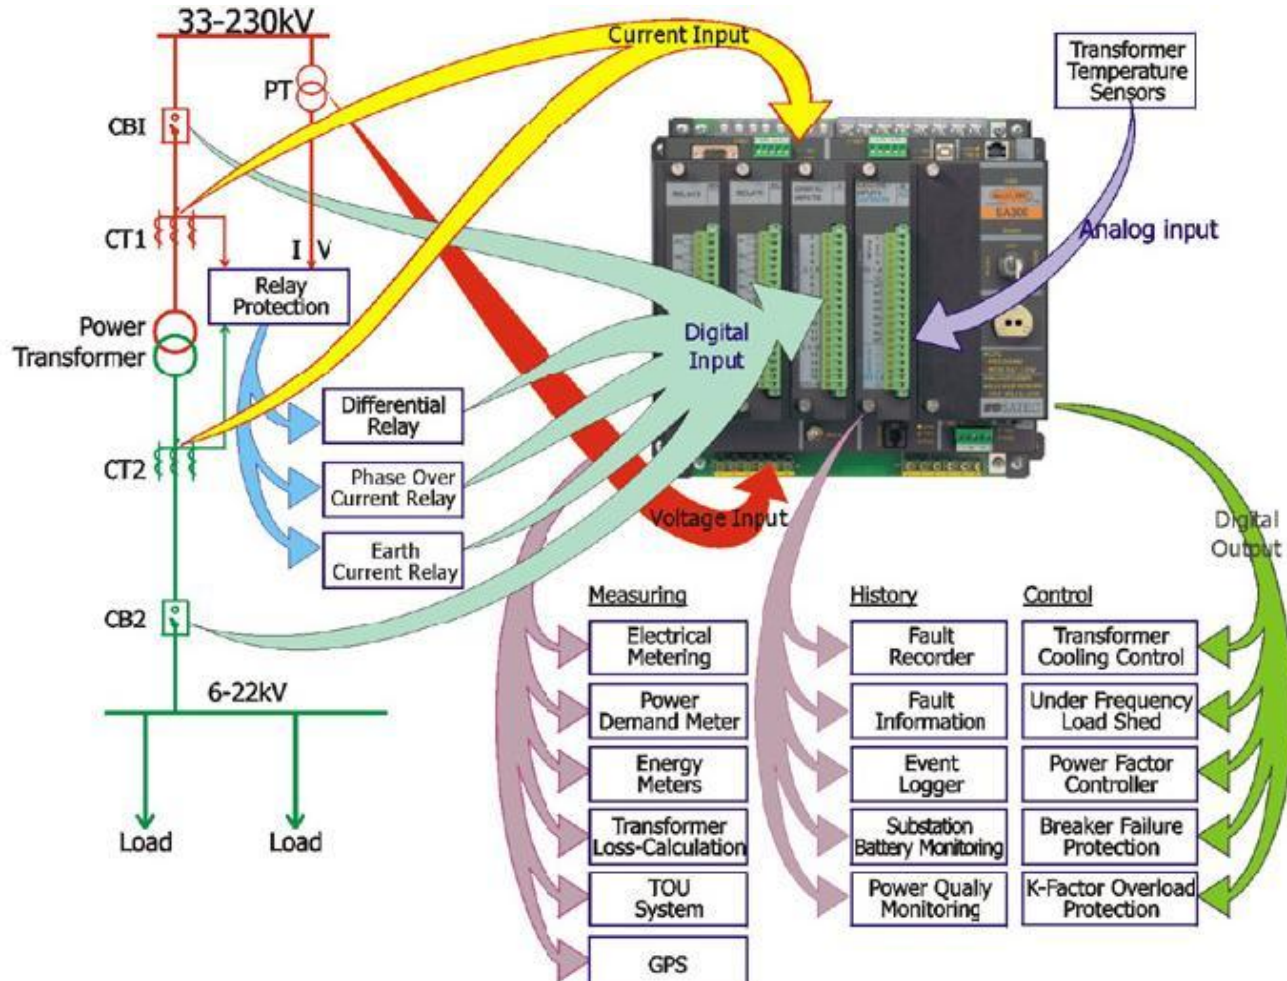 33-230kV
Current Input
Transformer
Temperature
Sensors
PT
CBI
CT1
I V
Relay
Protection
Analog input
Power
Transformer
Digital
Input
Differential
Relay
CT2
Phase Over
Current Relay
Voltage Input
Digital
Output
Earth
Current Relay
CB2
Measuring
History
Control
Electrical
Metering
Fault
Recorder
Transformer
Cooling Control
6-22kV
Power
Demand Meter
Fault
Information
Under Frequency
Load Shed
Energy
Meters
Event
Logger
Power Factor
Controller
Load
Load
Transformer
Loss-Calculation
Substation
Battery Monitoring
Breaker Failure
Protection
TOU
System
Power Qualiy
Monitoring
K-Factor Overload
Protection
GPS